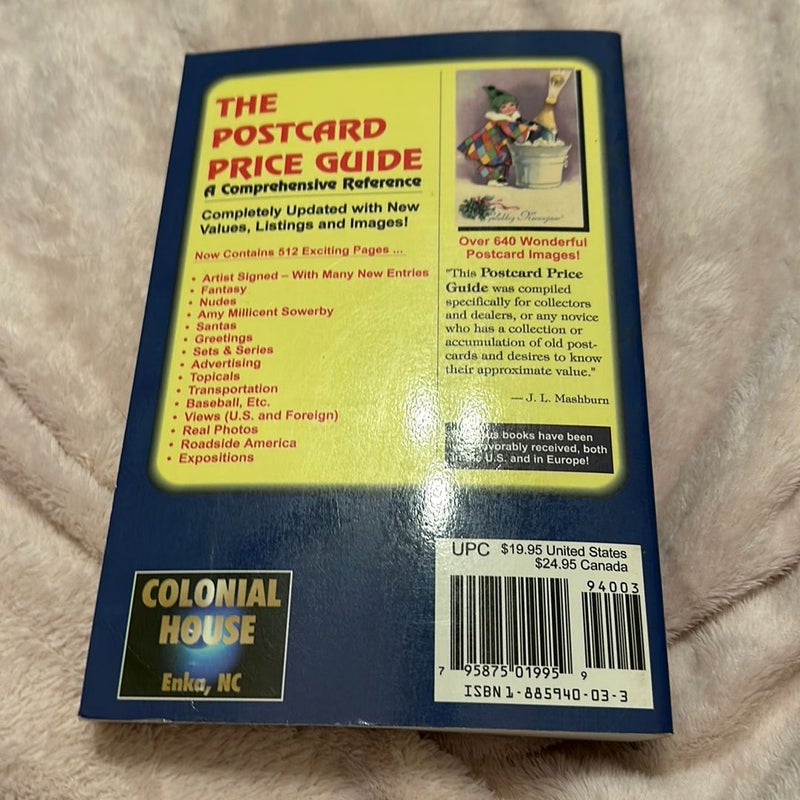 THE
POSTCARD
PRICE GUIDE
A Comprehensive Reference
Completely Updated with New
Values, Listings and Images!
Now Contains 512 Exciting Pages ...
• Artist Signed – With Many New Entries
• Fantasy
• Nudes
• Amy Millicent Sowerby
• Santas
• Greetings
• Sets & Series
• Advertising
• Topicals
• Transportation
• Baseball, Etc.
• Views (U.S. and Foreign)
• Real Photos
• Roadside America
• Expositions
Over 640 Wonderful
Postcard Images!
"This Postcard Price
Guide was compiled
specifically for collectors
and dealers, or any novice
who has a collection or
accumulation of old post-
cards and desires to know
their approximate value."
— J. L. Mashburn
books have been
received, both
U.S. and in Europe!
COLONIAL
HOUSE
Enka, NC
UPC $19.95 United States
$24.95 Canada
94003
7 95875 01995 9
ISBN 1-885940-03-3